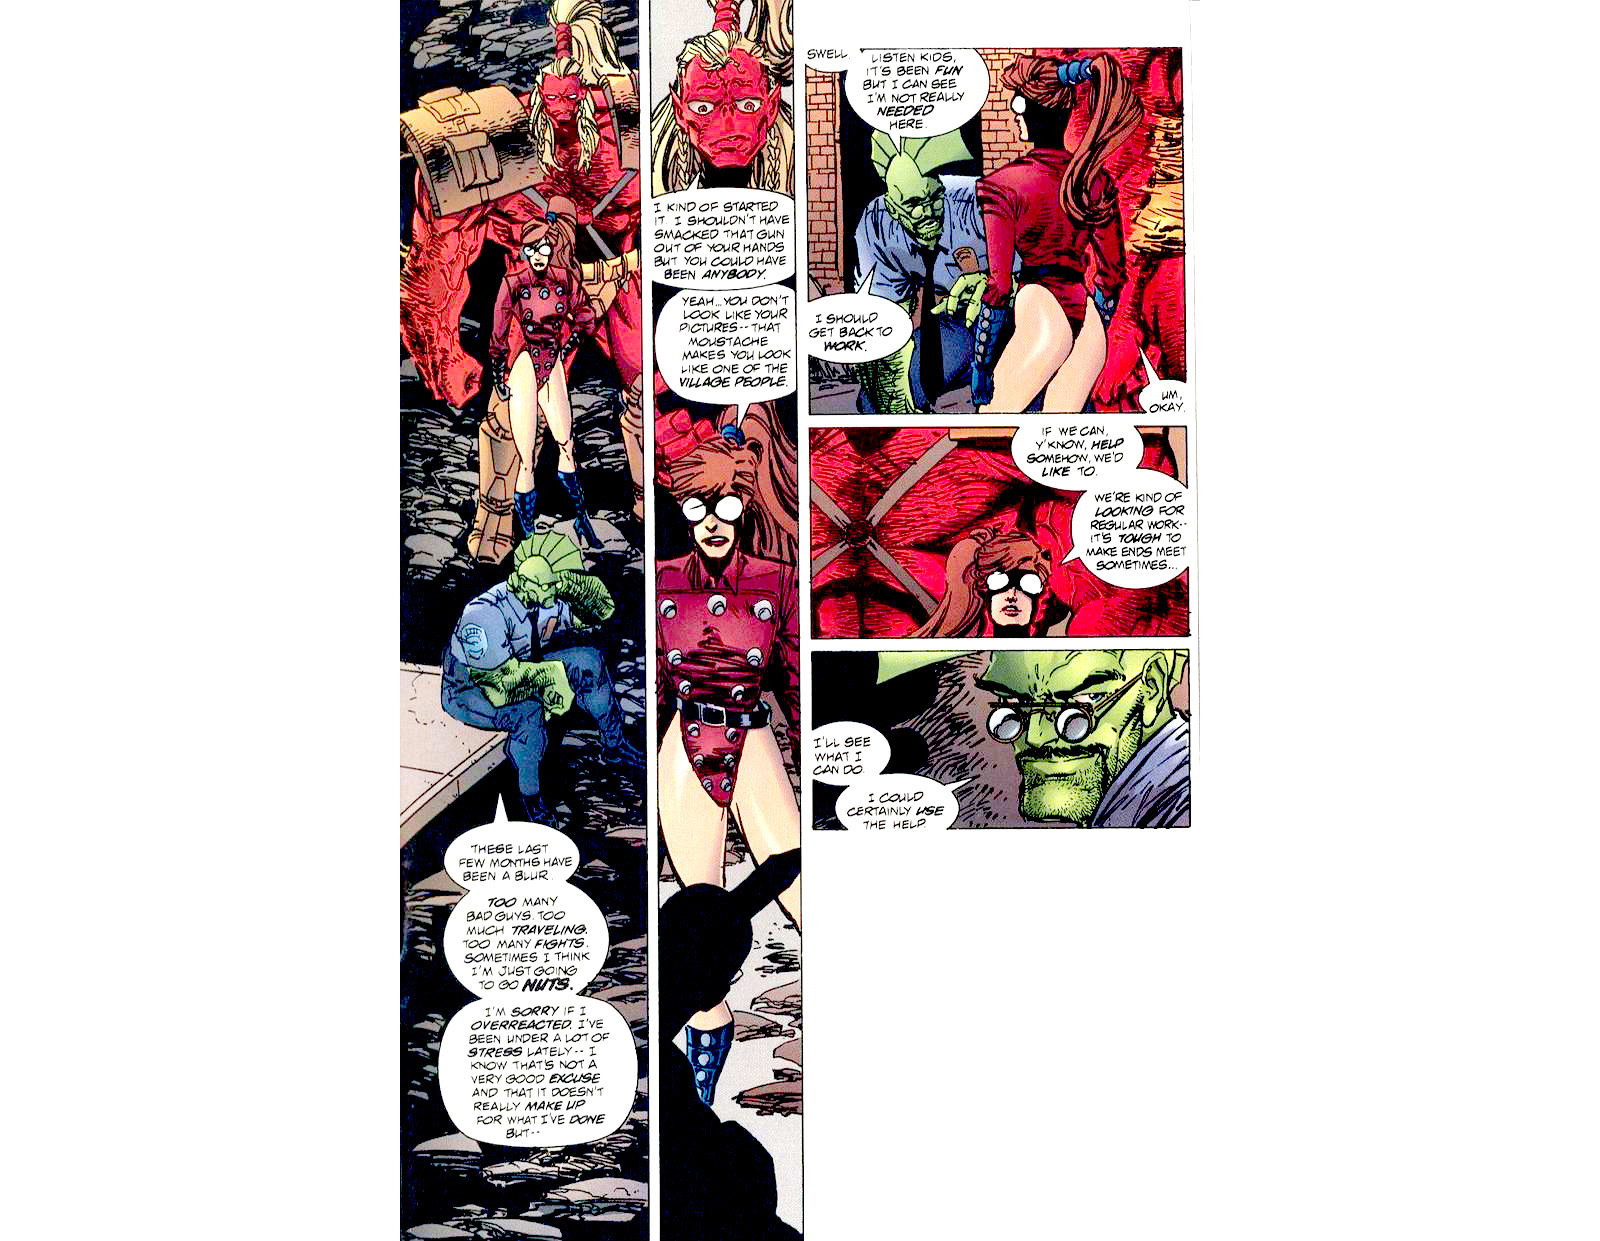 THESE LAST
FEW MONTHS HAVE
BEEN A BLUR.
TOO MANY
BAD GUYS. TOO
MUCH TRAVELING.
TOO MANY FIGHTS.
SOMETIMES I THINK
I'M JUST GOING
TO GO NUTS.
I'M SORRY IF I
OVERREACTED. I'VE
BEEN UNDER A LOT OF
STRESS LATELY-- I
KNOW THAT'S NOT A
VERY GOOD EXCUSE
AND THAT IT DOESN'T
REALLY MAKE UP
FOR WHAT I'VE DONE
BUT--
I KIND OF STARTED
IT. I SHOULDN'T HAVE
SMACKED THAT GUN
OUT OF YOUR HANDS
BUT YOU COULD HAVE
BEEN ANYBODY.
YEAH...YOU DON'T
LOOK LIKE YOUR
PICTURES-- THAT
MOUSTACHE
MAKES YOU LOOK
LIKE ONE OF THE
VILLAGE PEOPLE.
SWELL.
LISTEN KIDS,
IT'S BEEN FUN
BUT I CAN SEE
I'M NOT REALLY
NEEDED
HERE.
I SHOULD
GET BACK TO
WORK.
UM,
OKAY.
IF WE CAN,
Y'KNOW, HELP
SOMEHOW, WE'D
LIKE TO.
WE'RE KIND OF
LOOKING FOR
REGULAR WORK--
IT'S TOUGH TO
MAKE ENDS MEET
SOMETIMES...
I'LL SEE
WHAT I
CAN DO.
I COULD
CERTAINLY USE
THE HELP.